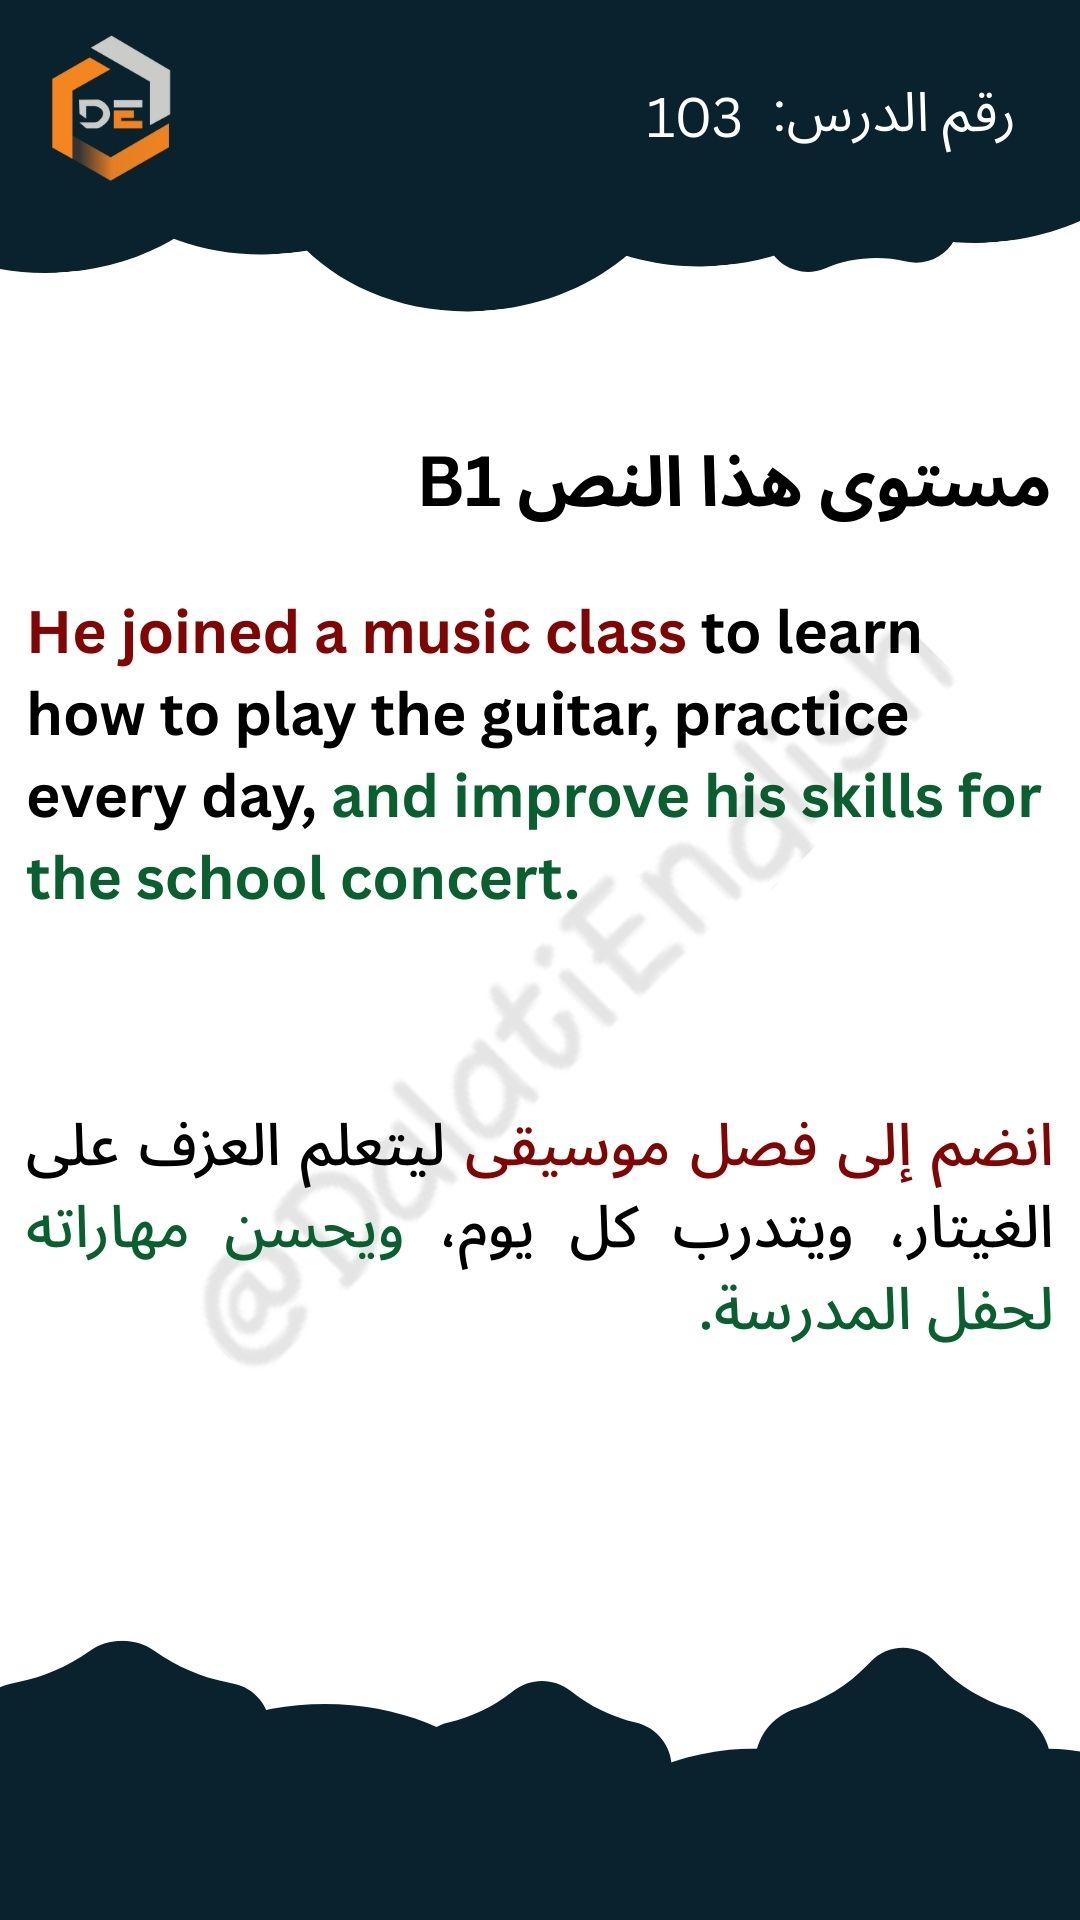 DE
رقم الدرس: 103
مستوى هذا النص B1
He joined a music class to learn
how to play the guitar, practice
every day, and improve his skills for
the school concert.
انضم إلى فصل موسيقى ليتعلم العزف على
الغيتار، ويتدرب كل يوم، ويحسن مهاراته
لحفل المدرسة.
@DalatiEnglish